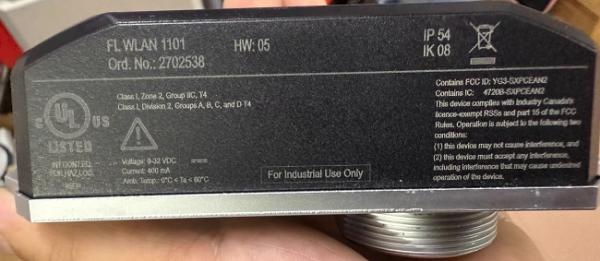 FL WLAN 1101
HW: 05
IP 54
Ord. No.: 2702538
IK 08
Class I, Zone 2, Group IIC, T4
Class I, Division 2, Groups A, B, C, and D T4
C UL US
LISTED
Voltage: 9-32 VDC
Current: 400 mA
Amb. Temp.: 0°C < Ta < 60°C
For Industrial Use Only
Contains FCC ID: YG3-SXPCEAN2
Contains IC: 4720B-SXPCEAN2
This device complies with Industry Canada's
licence-exempt RSSs and part 15 of the FCC
Rules. Operation is subject to the following two
conditions:
(1) this device may not cause interference, and
(2) this device must accept any interference,
including interference that may cause undesired
operation of the device.